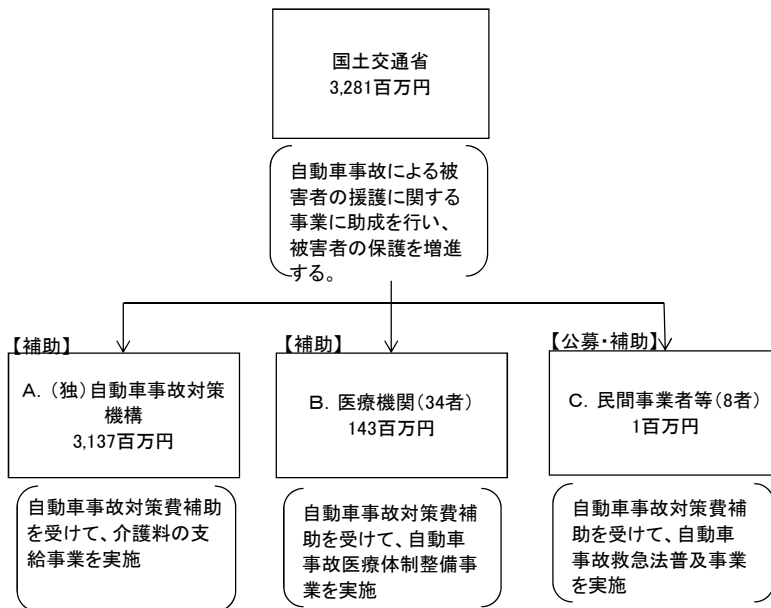 国土交通省
3,281百万円
自動車事故による被
害者の援護に関する
事業に助成を行い、
被害者の保護を増進
する。
【補助】
A．（独）自動車事故対策
機構
3,137百万円
自動車事故対策費補助
を受けて、介護料の支
給事業を実施
【補助】
B．医療機関（34者）
143百万円
自動車事故対策費補
助を受けて、自動車
事故医療体制整備事
業を実施
【公募・補助】
C．民間事業者等（8者）
1百万円
自動車事故対策費補
助を受けて、自動車
事故救急法普及事業
を実施